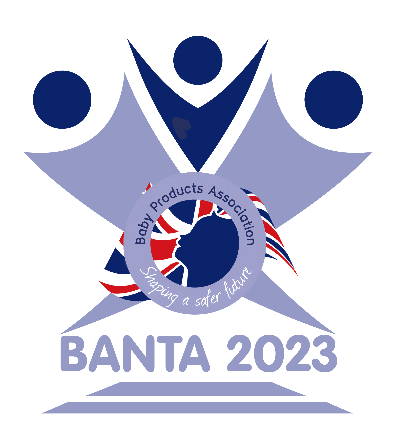 Baby Products Association
Shaping a safer future
BANTA 2023